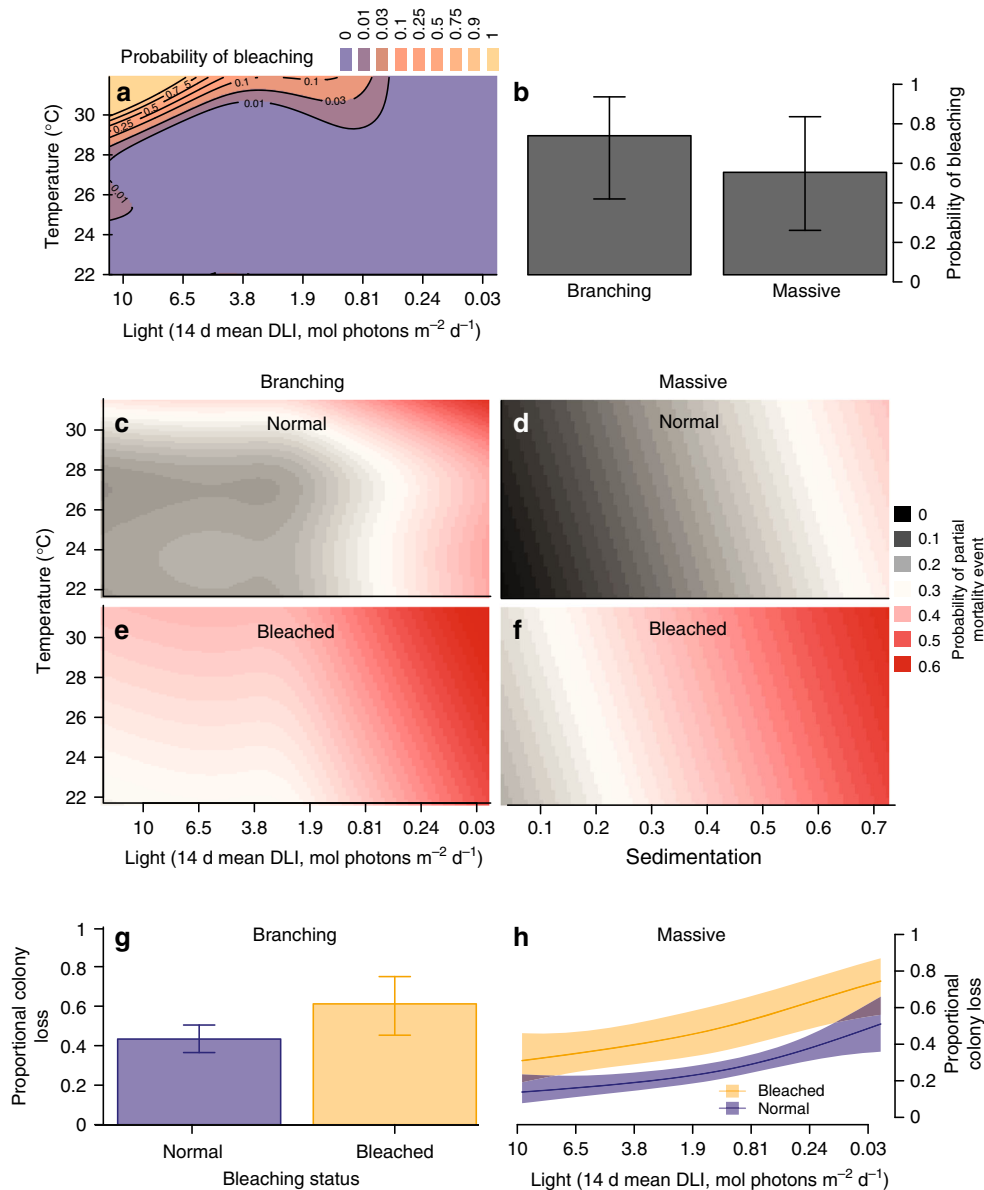 0 0.01 0.03 0.1 0.25 0.5 0.75 0.9 1
Probability of bleaching
a
0.7 5
0.5
0.25
0.1
0.1
0.03
0.01
0.01
30
28
26
24
22
Temperature (°C)
10 6.5 3.8 1.9 0.81 0.24 0.03
Light (14 d mean DLI, mol photons m⁻² d⁻¹)
b
1
0.8
0.6
0.4
0.2
0
Probability of bleaching
Branching Massive
Branching
c
Normal
30
28
26
24
22
Temperature (°C)
Massive
d
Normal
e
Bleached
30
28
26
24
22
10 6.5 3.8 1.9 0.81 0.24 0.03
Light (14 d mean DLI, mol photons m⁻² d⁻¹)
f
Bleached
0.1 0.2 0.3 0.4 0.5 0.6 0.7
Sedimentation
0
0.1
0.2
0.3
0.4
0.5
0.6
Probability of partial
mortality event
g
Branching
1
0.8
0.6
0.4
0.2
0
Proportional colony
loss
Normal Bleached
Bleaching status
h
Massive
1
0.8
0.6
0.4
0.2
0
Proportional
colony loss
Bleached
Normal
10 6.5 3.8 1.9 0.81 0.24 0.03
Light (14 d mean DLI, mol photons m⁻² d⁻¹)